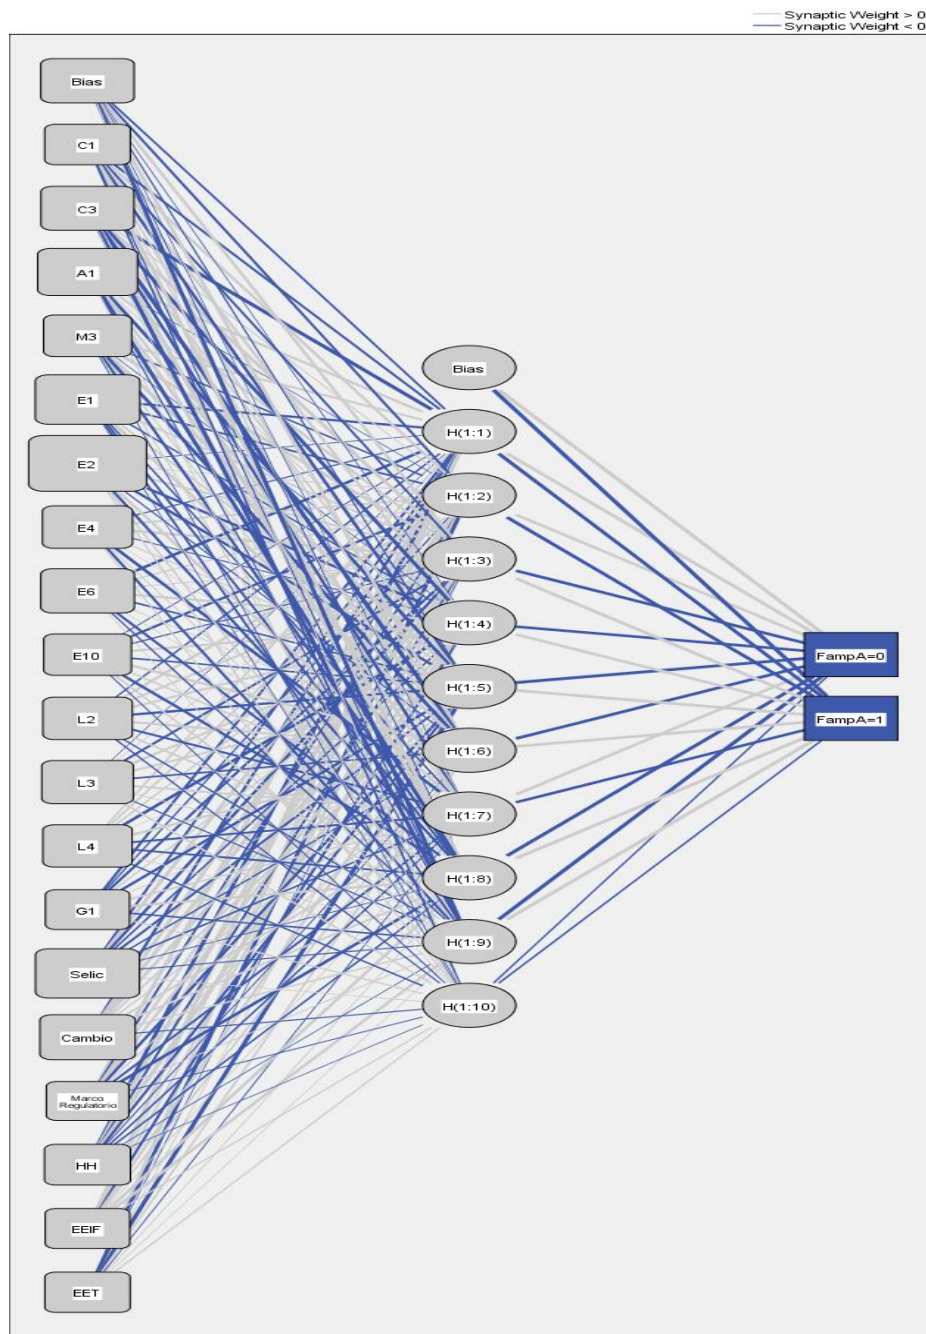 Synaptic Weight > 0
Synaptic Weight < 0
Bias
C1
C3
A1
M3
E1
E2
E4
E6
E10
L2
L3
L4
G1
Selic
Cambio
Marco
Regulatorio
HH
EEIF
EET
Bias
H(1:1)
H(1:2)
H(1:3)
H(1:4)
H(1:5)
H(1:6)
H(1:7)
H(1:8)
H(1:9)
H(1:10)
FampA=0
FampA=1